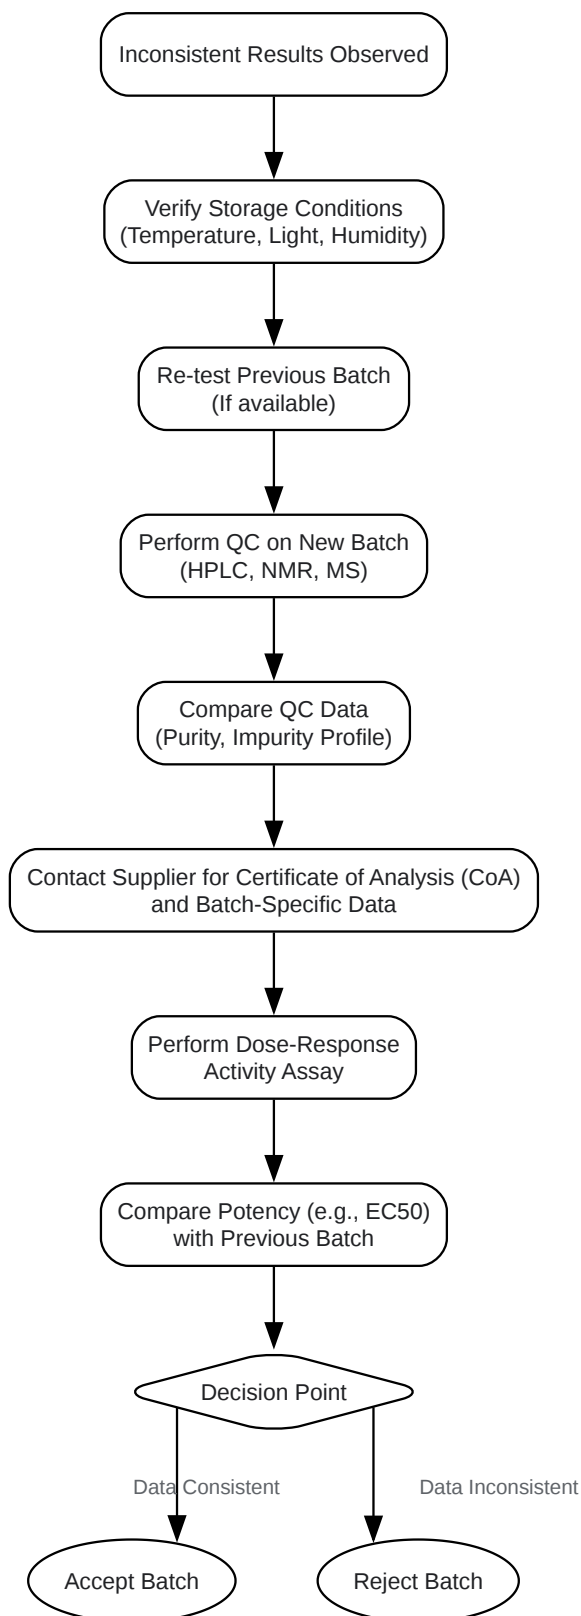 Inconsistent Results Observed
Verify Storage Conditions
(Temperature, Light, Humidity)
Re-test Previous Batch
(If available)
Perform QC on New Batch
(HPLC, NMR, MS)
Compare QC Data
(Purity, Impurity Profile)
Contact Supplier for Certificate of Analysis (CoA)
and Batch-Specific Data
Perform Dose-Response
Activity Assay
Compare Potency (e.g., EC50)
with Previous Batch
Decision Point
Data Consistent
Data Inconsistent
Accept Batch
Reject Batch